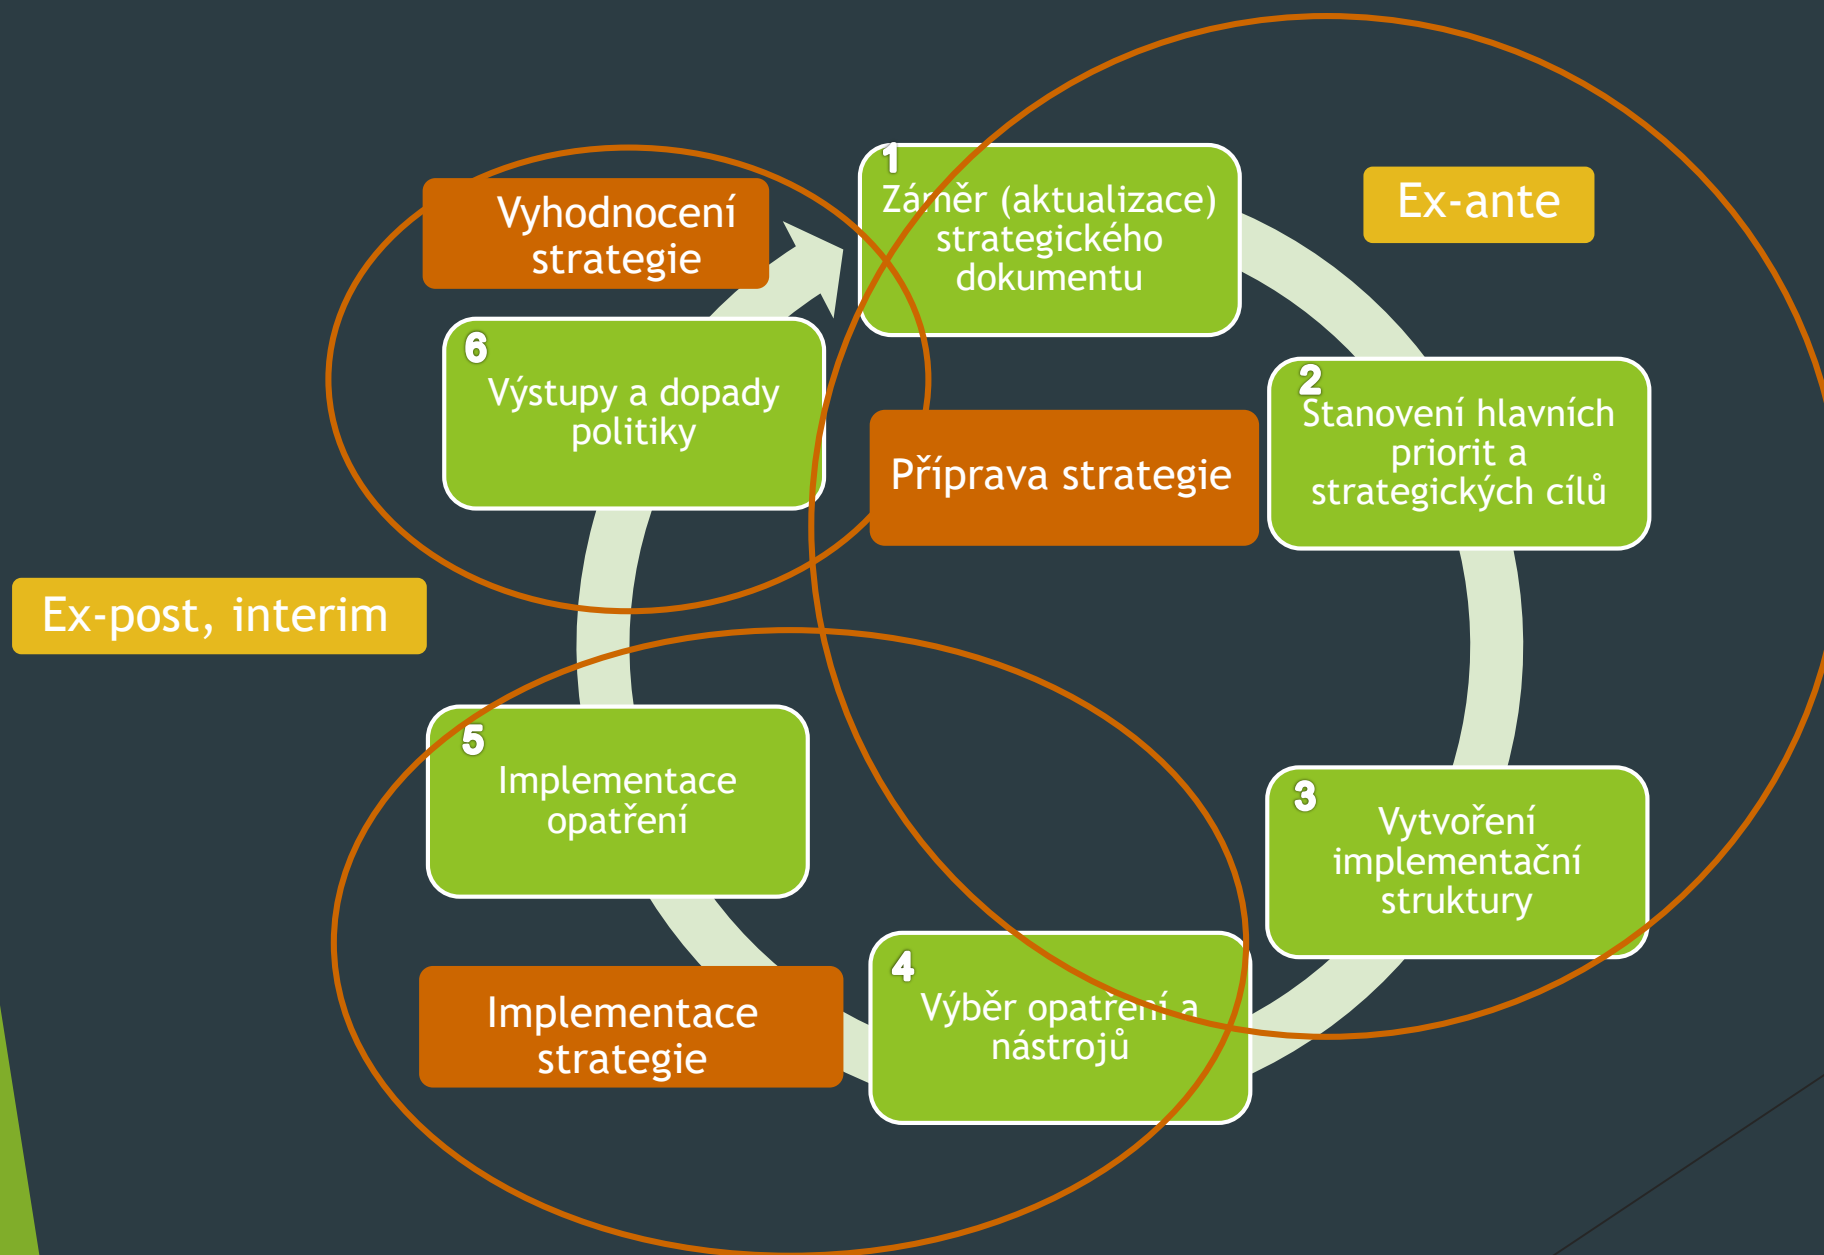 1
Záměr (aktualizace)
strategického
dokumentu
Ex-ante
Vyhodnocení
strategie
6
Výstupy a dopady
politiky
Příprava strategie
2
Stanovení hlavních
priorit a
strategických cílů
Ex-post, interim
5
Implementace
opatření
3
Vytvoření
implementační
struktury
Implementace
strategie
4
Výběr opatření a
nástrojů